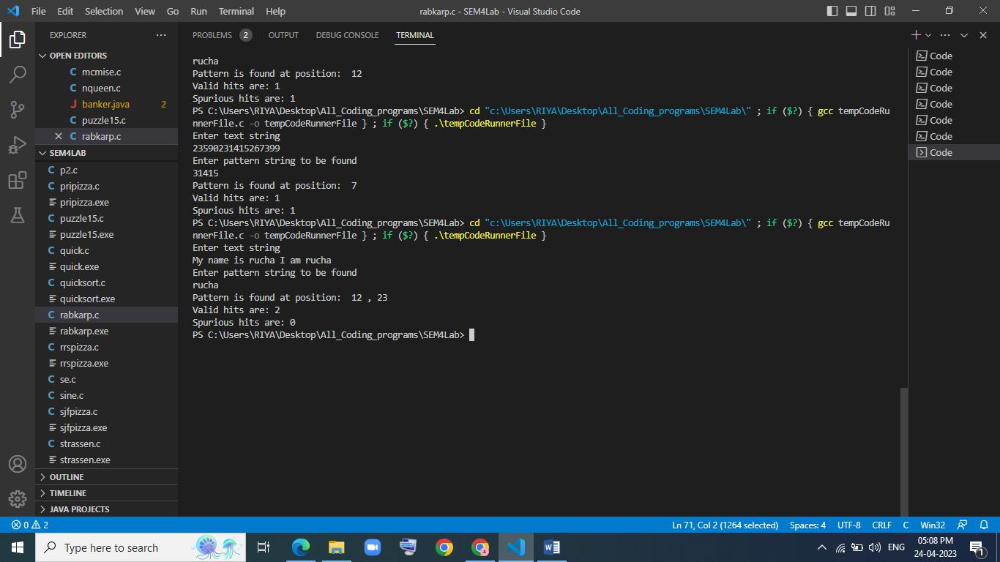 File Edit Selection View Go Run Terminal Help
rabkarp.c - SEM4Lab - Visual Studio Code
EXPLORER
OPEN EDITORS
C mcmise.c
C nqueen.c
J banker.java 2
C puzzle15.c
C rabkarp.c
SEM4LAB
C p2.c
C pripizza.c
pripizza.exe
C puzzle15.c
puzzle15.exe
C quick.c
quick.exe
C quicksort.c
quicksort.exe
C rabkarp.c
rabkarp.exe
C rrspizza.c
rrspizza.exe
C se.c
C sine.c
C sjfpizza.c
sjfpizza.exe
C strassen.c
strassen.exe
OUTLINE
TIMELINE
JAVA PROJECTS
PROBLEMS 2 OUTPUT DEBUG CONSOLE TERMINAL
rucha
Pattern is found at position:  12
Valid hits are: 1
Spurious hits are: 1
PS C:\Users\RIYA\Desktop\All_Coding_programs\SEM4Lab> cd "c:\Users\RIYA\Desktop\All_Coding_programs\SEM4Lab\" ; if ($?) { gcc tempCodeRu
nnerFile.c -o tempCodeRunnerFile } ; if ($?) { .\tempCodeRunnerFile }
Enter text string
23590231415267399
Enter pattern string to be found
31415
Pattern is found at position:  7
Valid hits are: 1
Spurious hits are: 1
PS C:\Users\RIYA\Desktop\All_Coding_programs\SEM4Lab> cd "c:\Users\RIYA\Desktop\All_Coding_programs\SEM4Lab\" ; if ($?) { gcc tempCodeRu
nnerFile.c -o tempCodeRunnerFile } ; if ($?) { .\tempCodeRunnerFile }
Enter text string
My name is rucha I am rucha
Enter pattern string to be found
rucha
Pattern is found at position:  12 , 23
Valid hits are: 2
Spurious hits are: 0
PS C:\Users\RIYA\Desktop\All_Coding_programs\SEM4Lab>
Code
Code
Code
Code
Code
Code
Code
0 2
Ln 71, Col 2 (1264 selected) Spaces: 4 UTF-8 CRLF C Win32
Type here to search
ENG
05:08 PM
24-04-2023
1